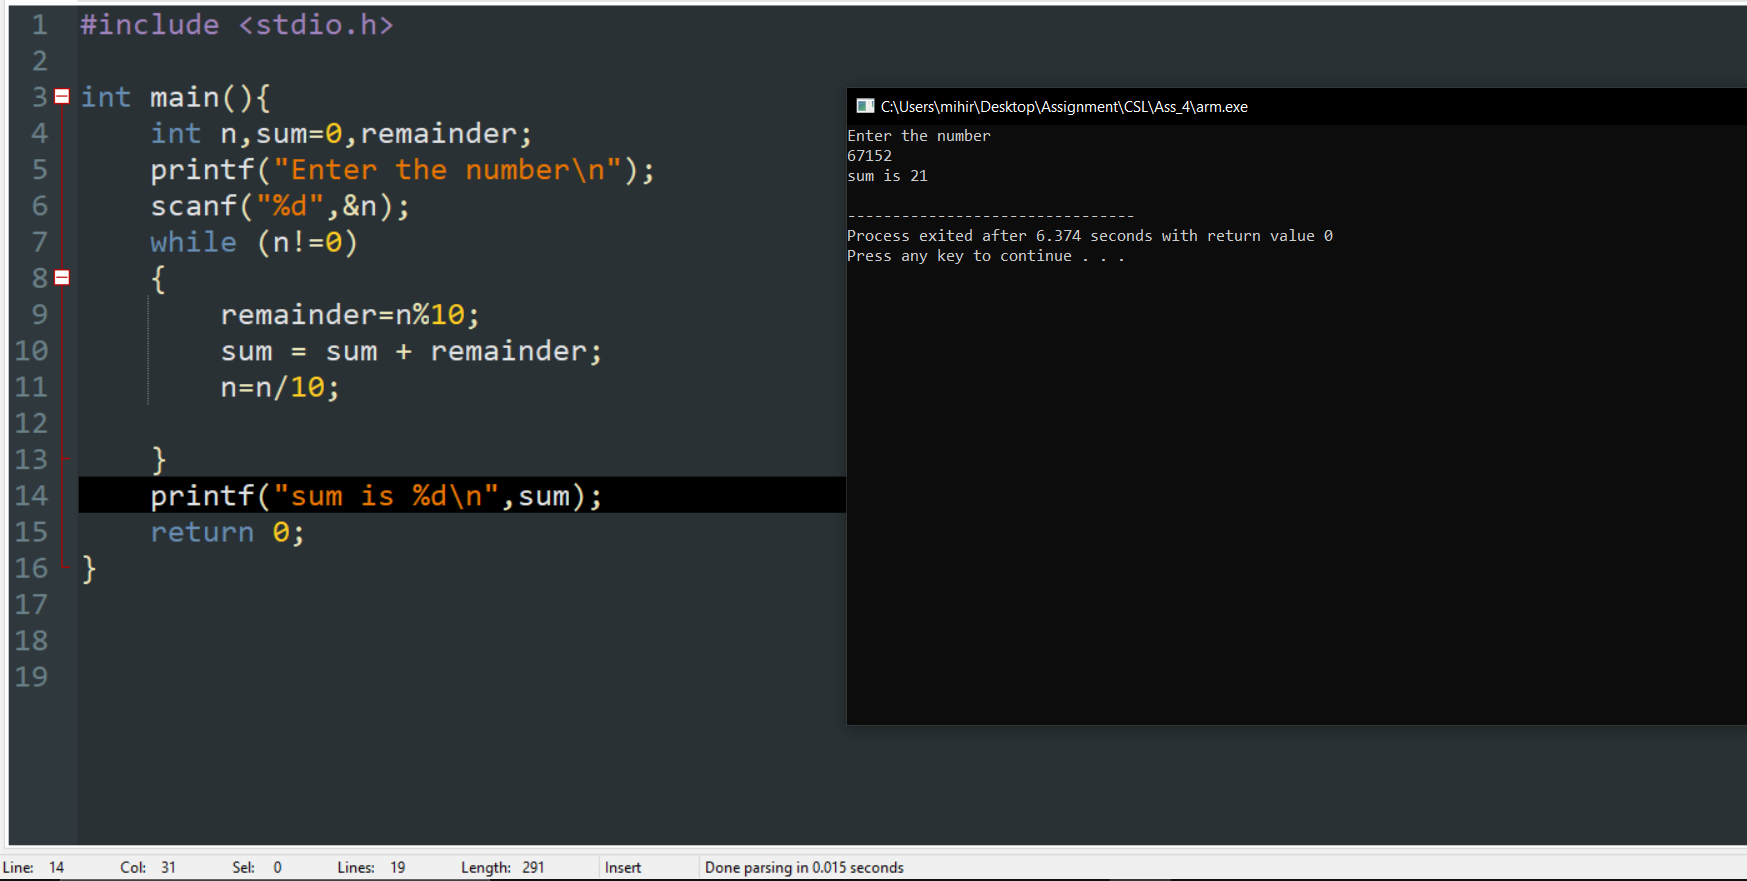 1 #include <stdio.h>
2
3 int main(){
4 int n,sum=0,remainder;
5 printf("Enter the number\n");
6 scanf("%d",&n);
7 while (n!=0)
8 {
9 remainder=n%10;
10 sum = sum + remainder;
11 n=n/10;
12
13 }
14 printf("sum is %d\n",sum);
15 return 0;
16 }
17
18
19
C:\Users\mihir\Desktop\Assignment\CSL\Ass_4\arm.exe
Enter the number
67152
sum is 21
--------------------------------
Process exited after 6.374 seconds with return value 0
Press any key to continue . . .
Line: 14 Col: 31 Sel: 0 Lines: 19 Length: 291 Insert Done parsing in 0.015 seconds